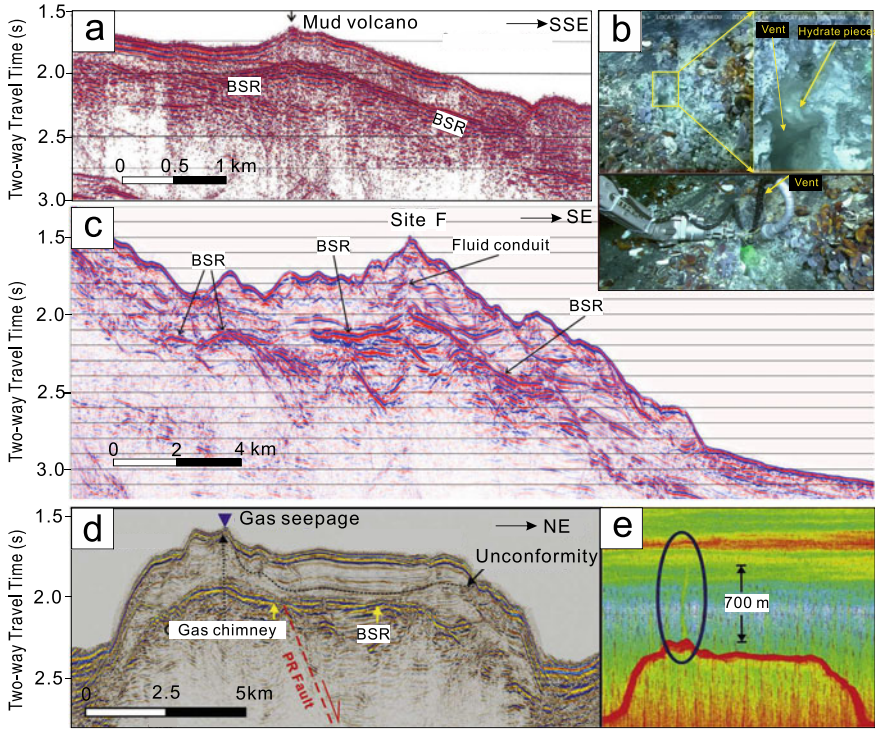 a
Mud volcano
SSE
BSR
BSR
0 0.5 1 km
Two-way Travel Time (s)
1.5
2.0
2.5
3.0
b
Vent
Hydrate piece
Vent
c
Site F
SE
Fluid conduit
BSR
BSR
BSR
0 2 4 km
Two-way Travel Time (s)
1.5
2.0
2.5
3.0
d
Gas seepage
NE
Unconformity
Gas chimney
BSR
PR Fault
0 2.5 5km
Two-way Travel Time (s)
1.5
2.0
2.5
e
700 m